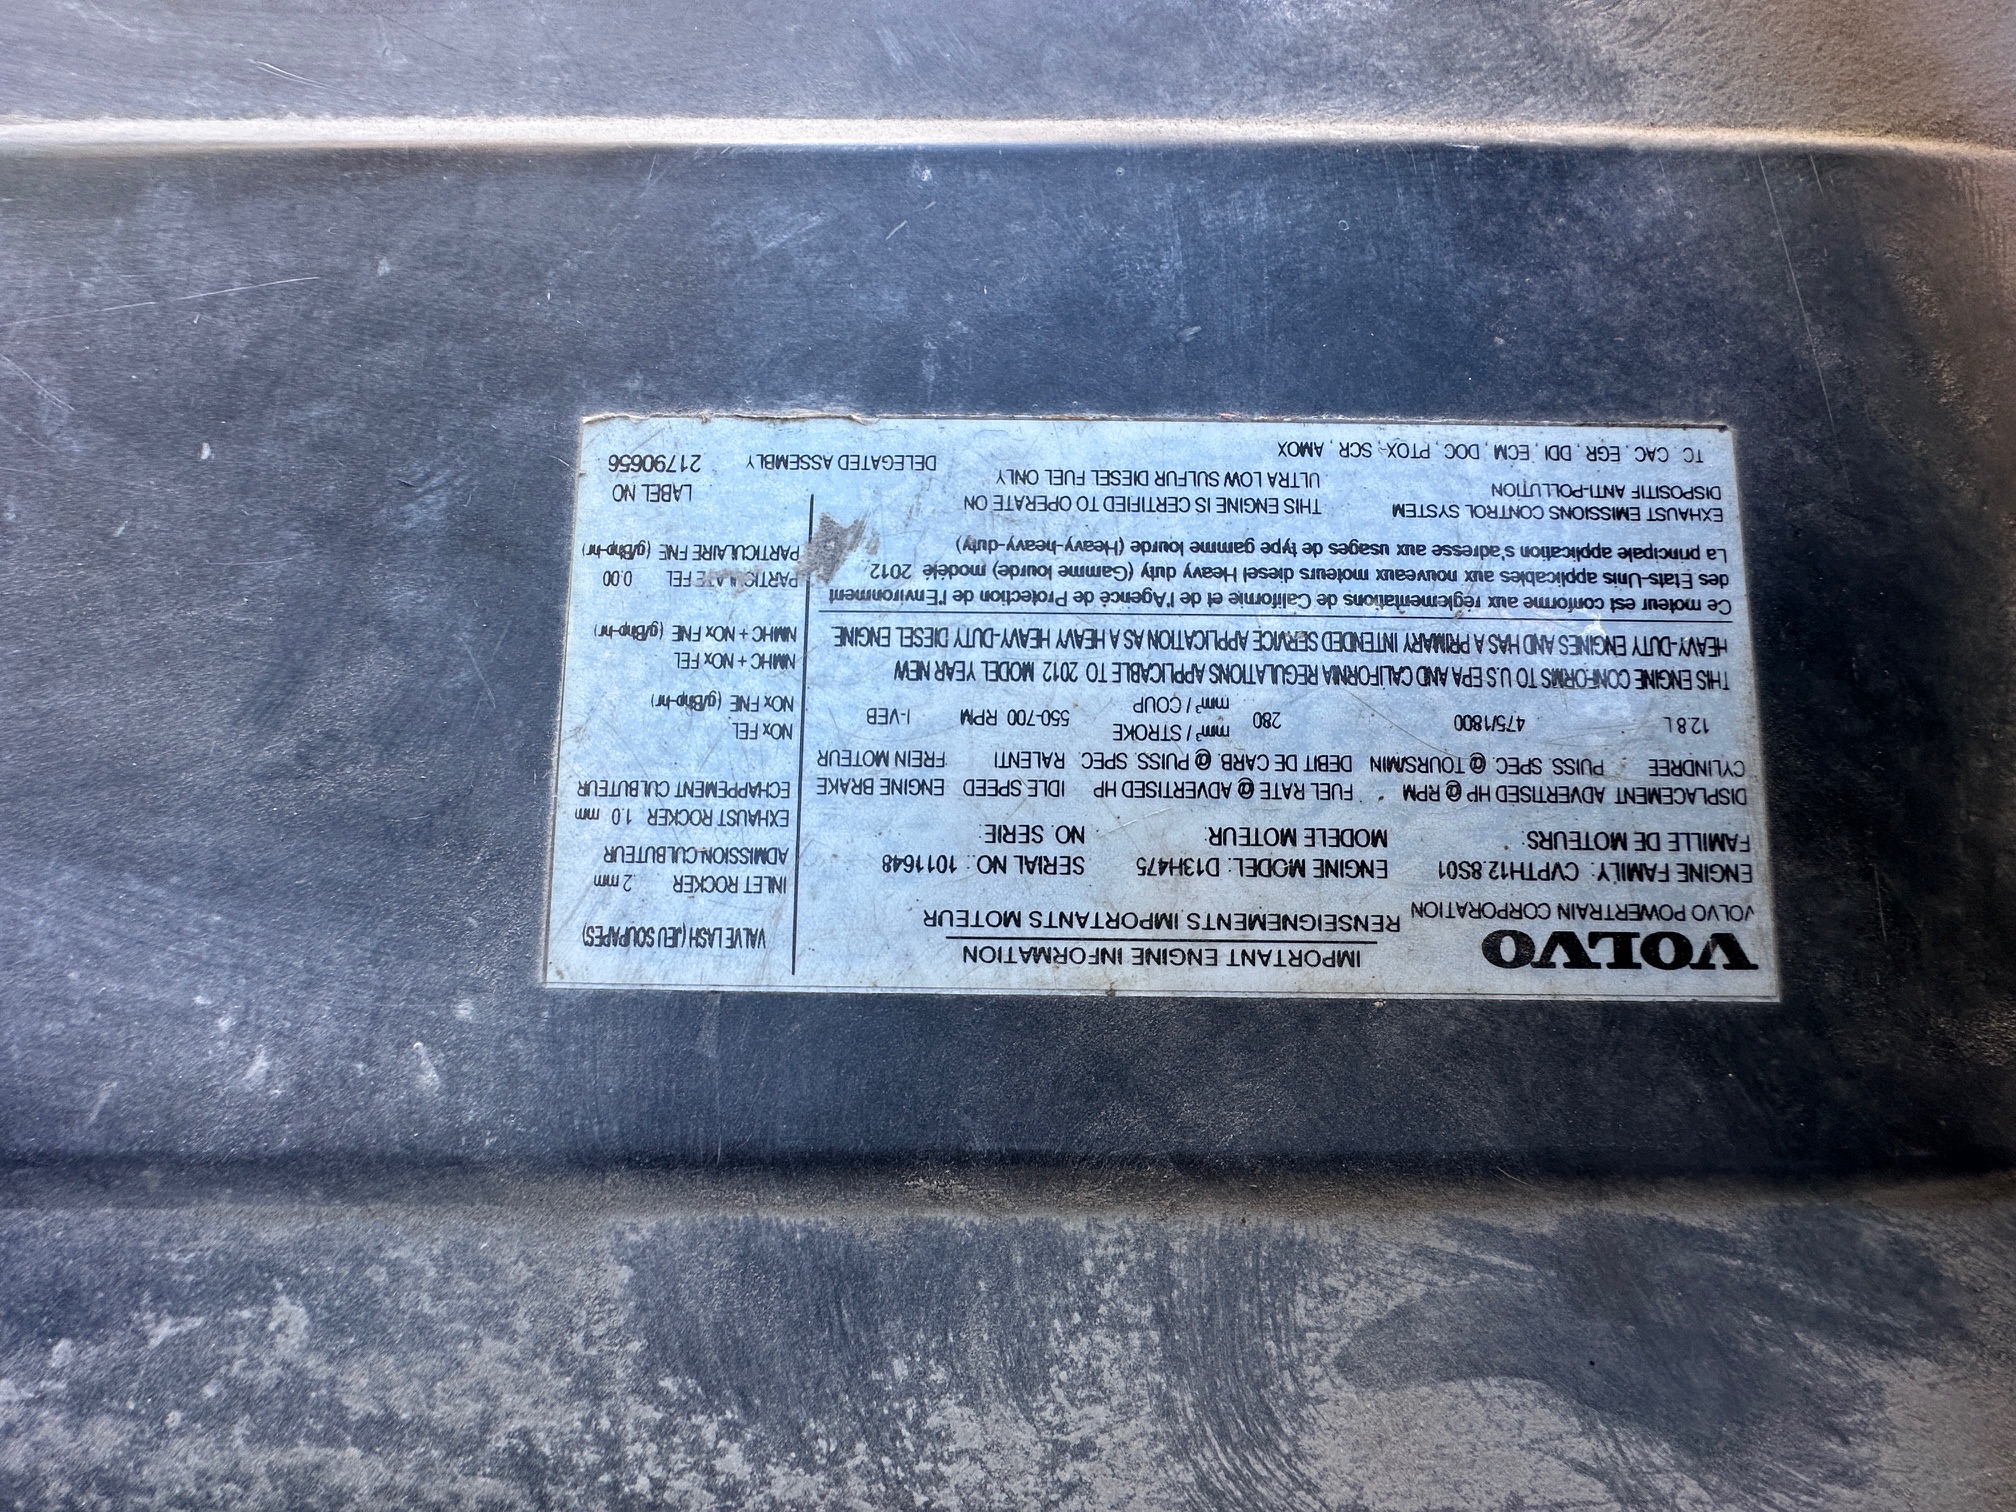 VOLVO
VOLVO POWERTRAIN CORPORATION
IMPORTANT ENGINE INFORMATION
RENSEIGNEMENTS IMPORTANTS MOTEUR
ENGINE FAMILY: CVPTH12.8S01 ENGINE MODEL: D13H475 SERIAL NO.: 1011648
FAMILLE DE MOTEURS: MODELE MOTEUR: NO. SERIE:
DISPLACEMENT ADVERTISED HP @ RPM FUEL RATE @ ADVERTISED HP IDLE SPEED ENGINE BRAKE
CYLINDREE PUISS. SPEC. @ TOURS/MIN DEBIT DE CARB. @ PUISS. SPEC RALENTI FREIN MOTEUR
12.8 L 475/1800 280 mm³ / STROKE 550-700 RPM I-VEB
mm³ / COUP
THIS ENGINE CONFORMS TO U.S EPA AND CALIFORNIA REGULATIONS APPLICABLE TO 2012 MODEL YEAR NEW
HEAVY-DUTY ENGINES AND HAS A PRIMARY INTENDED SERVICE APPLICATION AS A HEAVY HEAVY-DUTY DIESEL ENGINE
Ce moteur est conforme aux réglementations de Californie et de l'Agence de Protection de l'Environment
des Etats-Unis applicables aux nouveaux moteurs diesel Heavy duty (Gamme lourde) modèle 2012
La principale application s'adresse aux usages de type gamme lourde (Heavy-heavy-duty)
EXHAUST EMISSIONS CONTROL SYSTEM THIS ENGINE IS CERTIFIED TO OPERATE ON
DISPOSITIF ANTI-POLLUTION ULTRA LOW SULFUR DIESEL FUEL ONLY
TC, CAC, EGR, DDI, ECM, DOC, PTOX, SCR, AMOX DELEGATED ASSEMBLY
VALVE LASH (JEU SOUPAPES)
INLET ROCKER .2 mm
ADMISSION CULBUTEUR
EXHAUST ROCKER 1.0 mm
ECHAPPEMENT CULBUTEUR
NOx FEL
NOx FNE (g/Bhp-hr)
NMHC + NOx FEL
NMHC + NOx FNE (g/Bhp-hr)
PARTICULATE FEL 0.00
PARTICULAIRE FNE (g/Bhp-hr)
LABEL NO
21790656